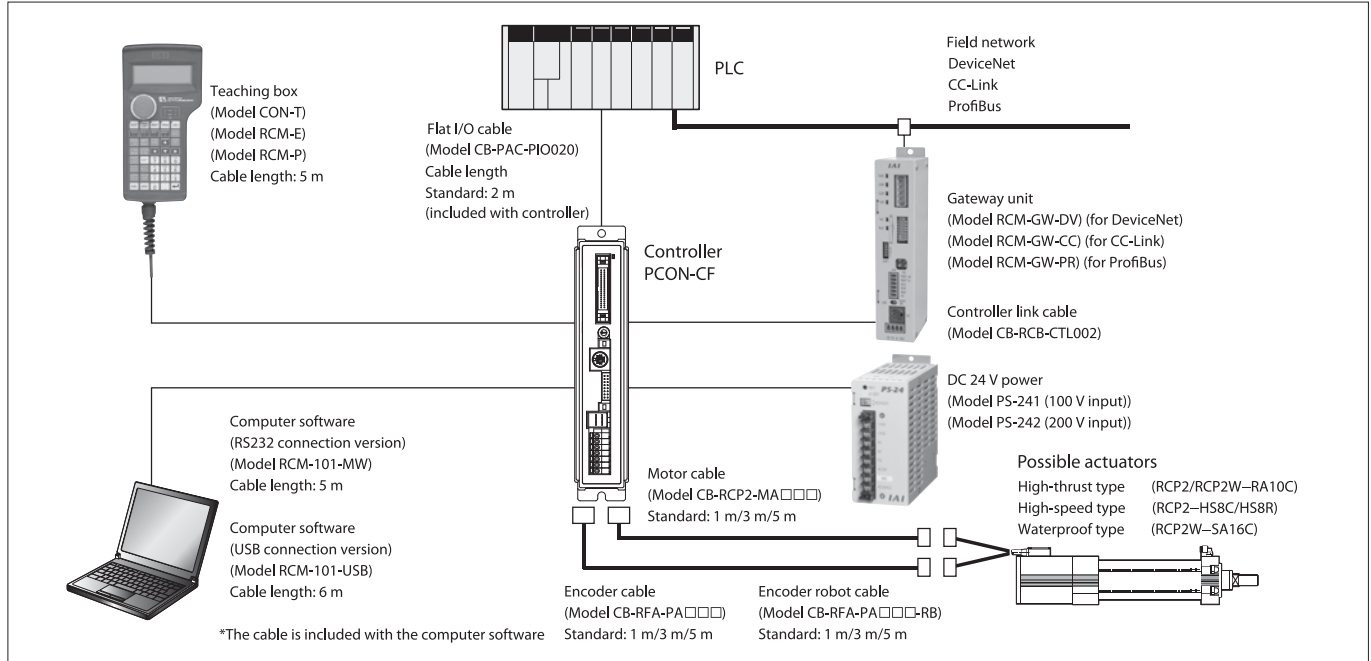 PLC
Field network
DeviceNet
CC-Link
ProfiBus
Teaching box
(Model CON-T)
(Model RCM-E)
(Model RCM-P)
Cable length: 5 m
Flat I/O cable
(Model CB-PAC-PIO020)
Cable length
Standard: 2 m
(included with controller)
Controller
PCON-CF
IAI
Gateway unit
(Model RCM-GW-DV) (for DeviceNet)
(Model RCM-GW-CC) (for CC-Link)
(Model RCM-GW-PR) (for ProfiBus)
Controller link cable
(Model CB-RCB-CTL002)
PS-24
IAI
DC 24 V power
(Model PS-241 (100 V input))
(Model PS-242 (200 V input))
Computer software
(RS232 connection version)
(Model RCM-101-MW)
Cable length: 5 m
Computer software
(USB connection version)
(Model RCM-101-USB)
Cable length: 6 m
*The cable is included with the computer software
Motor cable
(Model CB-RCP2-MA□□□)
Standard: 1 m/3 m/5 m
Encoder cable
(Model CB-RFA-PA□□□)
Standard: 1 m/3 m/5 m
Encoder robot cable
(Model CB-RFA-PA□□□-RB)
Standard: 1 m/3 m/5 m
Possible actuators
High-thrust type (RCP2/RCP2W–RA10C)
High-speed type (RCP2–HS8C/HS8R)
Waterproof type (RCP2W–SA16C)